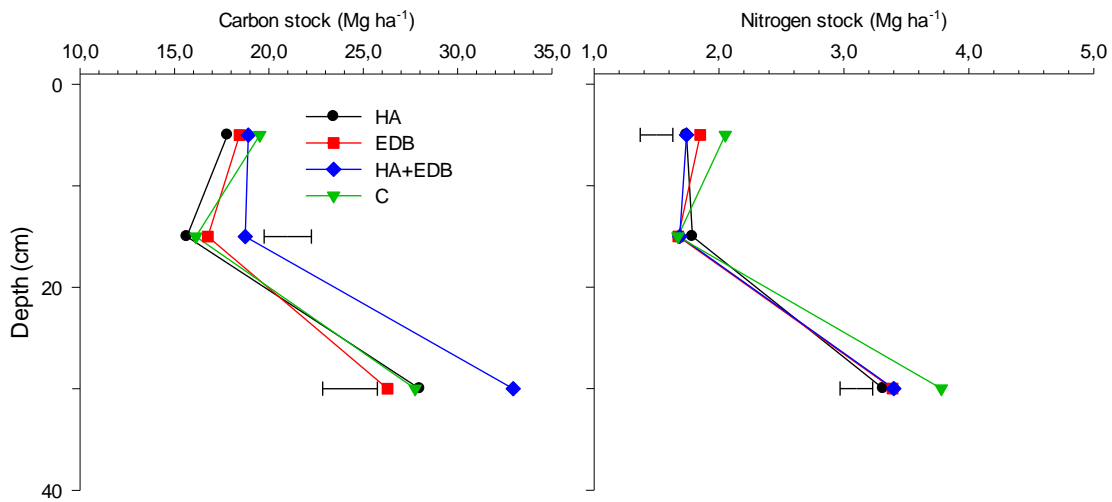 Carbon stock (Mg ha⁻¹)
10,0 15,0 20,0 25,0 30,0 35,0
Nitrogen stock (Mg ha⁻¹)
1,0 2,0 3,0 4,0 5,0
Depth (cm)
0
20
40
HA
EDB
HA+EDB
C